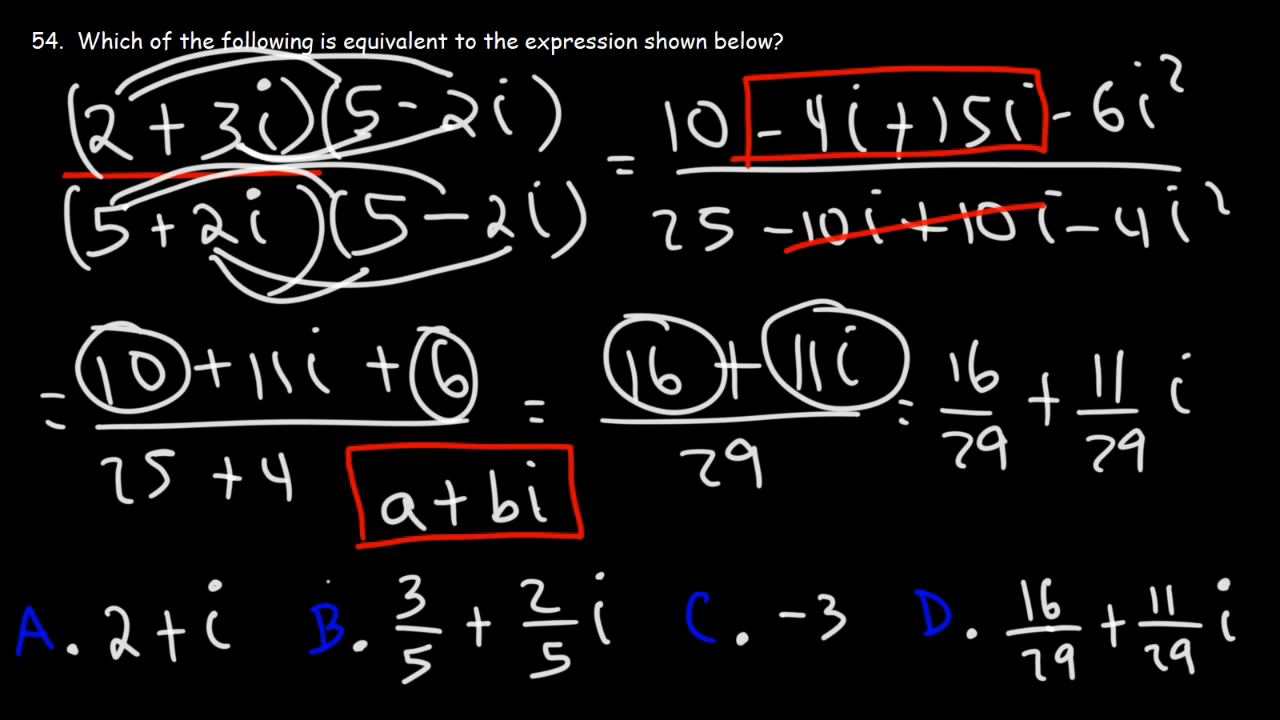 54. Which of the following is equivalent to the expression shown below?
(2 + 3i)(5 - 2i) / (5 + 2i)(5 - 2i) = 10 - 4i + 15i - 6i² / 25 - 10i + 10i - 4i²
= 10 + 11i + 6 / 25 + 4 = 16 + 11i / 29 = 16/29 + 11/29 i
a + bi
A. 2 + i B. 3/5 + 2/5 i C. -3 D. 16/29 + 11/29 i